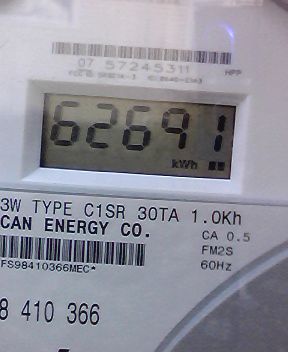 07 57245311
HPP
62691
kWh
3W TYPE C1SR 30TA 1.0Kh
CAN ENERGY CO.
CA 0.5
FM2S
60Hz
FS98410366MEC*
8 410 366